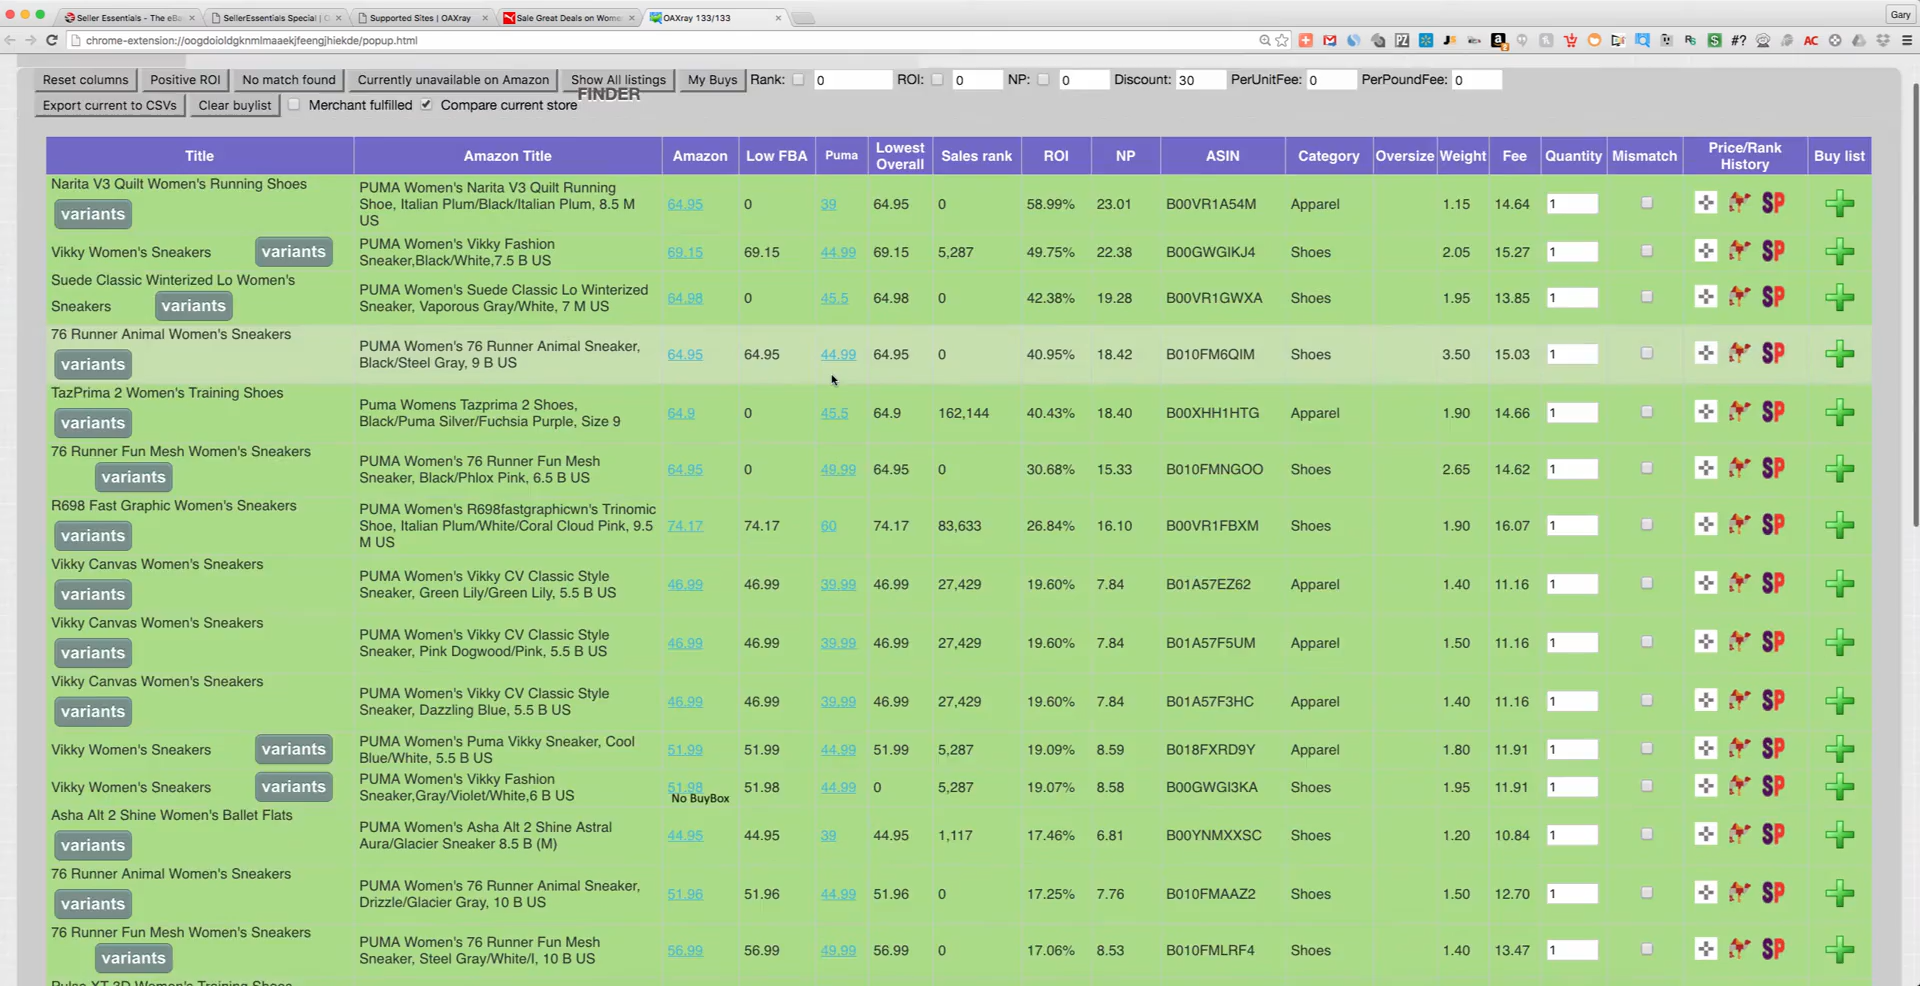 Seller Essentials - The eBa
SellerEssentials Special | O
Supported Sites | OAXray
Sale Great Deals on Wome
OAXray 133/133
Gary
chrome-extension://oogdoioldgknmlmaaekjfeengjhiekde/popup.html
Reset columns Positive ROI No match found Currently unavailable on Amazon Show All listings My Buys Rank: 0 ROI: 0 NP: 0 Discount: 30 PerUnitFee: 0 PerPoundFee: 0
FINDER
Export current to CSVs Clear buylist Merchant fulfilled Compare current store
Title Amazon Title Amazon Low FBA Puma Lowest Overall Sales rank ROI NP ASIN Category Oversize Weight Fee Quantity Mismatch Price/Rank History Buy list
Narita V3 Quilt Women's Running Shoes variants PUMA Women's Narita V3 Quilt Running Shoe, Italian Plum/Black/Italian Plum, 8.5 M US 64.95 0 39 64.95 0 58.99% 23.01 B00VR1A54M Apparel 1.15 14.64 1 SP
Vikky Women's Sneakers variants PUMA Women's Vikky Fashion Sneaker,Black/White,7.5 B US 69.15 69.15 44.99 69.15 5,287 49.75% 22.38 B00GWGIKJ4 Shoes 2.05 15.27 1 SP
Suede Classic Winterized Lo Women's Sneakers variants PUMA Women's Suede Classic Lo Winterized Sneaker, Vaporous Gray/White, 7 M US 64.98 0 45.5 64.98 0 42.38% 19.28 B00VR1GWXA Shoes 1.95 13.85 1 SP
76 Runner Animal Women's Sneakers variants PUMA Women's 76 Runner Animal Sneaker, Black/Steel Gray, 9 B US 64.95 64.95 44.99 64.95 0 40.95% 18.42 B010FM6QIM Shoes 3.50 15.03 1 SP
TazPrima 2 Women's Training Shoes variants Puma Womens Tazprima 2 Shoes, Black/Puma Silver/Fuchsia Purple, Size 9 64.9 0 45.5 64.9 162,144 40.43% 18.40 B00XHH1HTG Apparel 1.90 14.66 1 SP
76 Runner Fun Mesh Women's Sneakers variants PUMA Women's 76 Runner Fun Mesh Sneaker, Black/Phlox Pink, 6.5 B US 64.95 0 49.99 64.95 0 30.68% 15.33 B010FMNGOO Shoes 2.65 14.62 1 SP
R698 Fast Graphic Women's Sneakers variants PUMA Women's R698fastgraphicwn's Trinomic Shoe, Italian Plum/White/Coral Cloud Pink, 9.5 M US 74.17 74.17 60 74.17 83,633 26.84% 16.10 B00VR1FBXM Shoes 1.90 16.07 1 SP
Vikky Canvas Women's Sneakers variants PUMA Women's Vikky CV Classic Style Sneaker, Green Lily/Green Lily, 5.5 B US 46.99 46.99 39.99 46.99 27,429 19.60% 7.84 B01A57EZ62 Apparel 1.40 11.16 1 SP
Vikky Canvas Women's Sneakers variants PUMA Women's Vikky CV Classic Style Sneaker, Pink Dogwood/Pink, 5.5 B US 46.99 46.99 39.99 46.99 27,429 19.60% 7.84 B01A57F5UM Apparel 1.50 11.16 1 SP
Vikky Canvas Women's Sneakers variants PUMA Women's Vikky CV Classic Style Sneaker, Dazzling Blue, 5.5 B US 46.99 46.99 39.99 46.99 27,429 19.60% 7.84 B01A57F3HC Apparel 1.40 11.16 1 SP
Vikky Women's Sneakers variants PUMA Women's Puma Vikky Sneaker, Cool Blue/White, 5.5 B US 51.99 51.99 44.99 51.99 5,287 19.09% 8.59 B018FXRD9Y Apparel 1.80 11.91 1 SP
Vikky Women's Sneakers variants PUMA Women's Vikky Fashion Sneaker,Gray/Violet/White,6 B US 51.98 No BuyBox 51.98 44.99 0 5,287 19.07% 8.58 B00GWGI3KA Shoes 1.95 11.91 1 SP
Asha Alt 2 Shine Women's Ballet Flats variants PUMA Women's Asha Alt 2 Shine Astral Aura/Glacier Sneaker 8.5 B (M) 44.95 44.95 39 44.95 1,117 17.46% 6.81 B00YNMXXSC Shoes 1.20 10.84 1 SP
76 Runner Animal Women's Sneakers variants PUMA Women's 76 Runner Animal Sneaker, Drizzle/Glacier Gray, 10 B US 51.96 51.96 44.99 51.96 0 17.25% 7.76 B010FMAAZ2 Shoes 1.50 12.70 1 SP
76 Runner Fun Mesh Women's Sneakers variants PUMA Women's 76 Runner Fun Mesh Sneaker, Steel Gray/White/I, 10 B US 56.99 56.99 49.99 56.99 0 17.06% 8.53 B010FMLRF4 Shoes 1.40 13.47 1 SP
Pulse XT 3D Women's Training Shoes